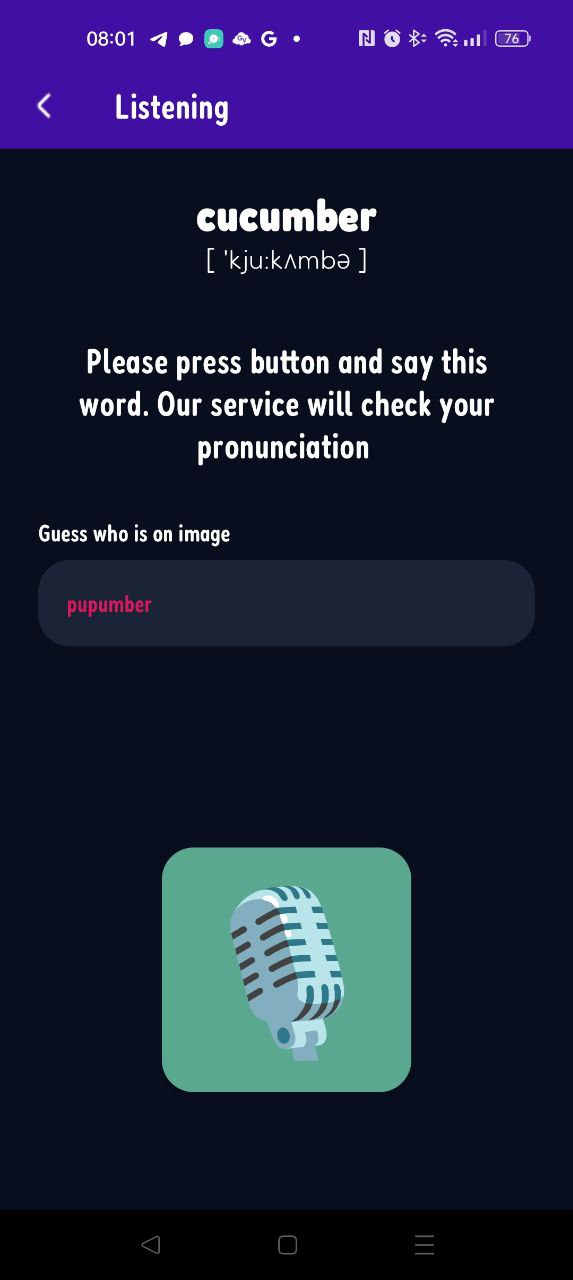 08:01
76
Listening
cucumber
[ 'kju:kʌmbə ]
Please press button and say this
word. Our service will check your
pronunciation
Guess who is on image
pupumber